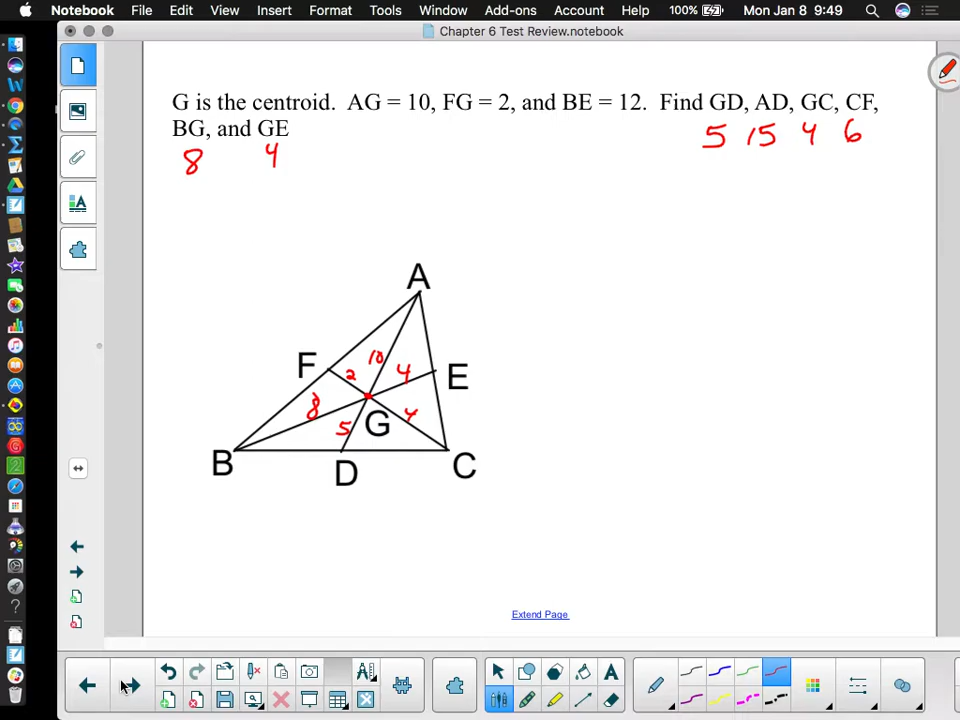 Notebook File Edit View Insert Format Tools Window Add-ons Account Help 100% Mon Jan 8 9:49
Chapter 6 Test Review.notebook
G is the centroid. AG = 10, FG = 2, and BE = 12. Find GD, AD, GC, CF,
BG, and GE
5 15 4 6
8 4
A
F 10 E
2 4
8 G 4
5
B D C
Extend Page